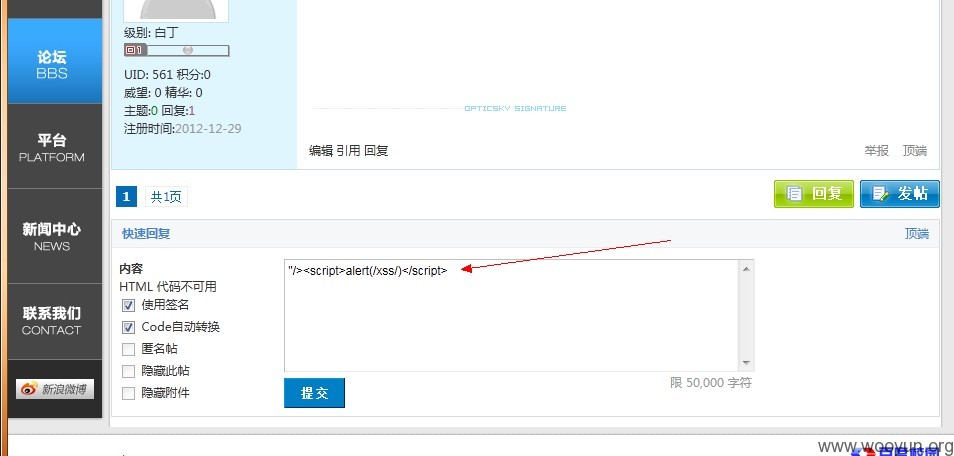 论坛
BBS
平台
PLATFORM
新闻中心
NEWS
联系我们
CONTACT
新浪微博
级别: 白丁
UID: 561 积分:0
威望: 0 精华: 0
主题:0 回复:1
注册时间:2012-12-29
OPTICSKY SIGNATURE
编辑 引用 回复
举报 顶端
1 共1页
回复 发帖
快速回复 顶端
内容
HTML 代码不可用
使用签名
Code自动转换
匿名帖
隐藏此帖
隐藏附件
"/><script>alert(/xss/)</script>
限 50,000 字符
提交
www.wooyun.org